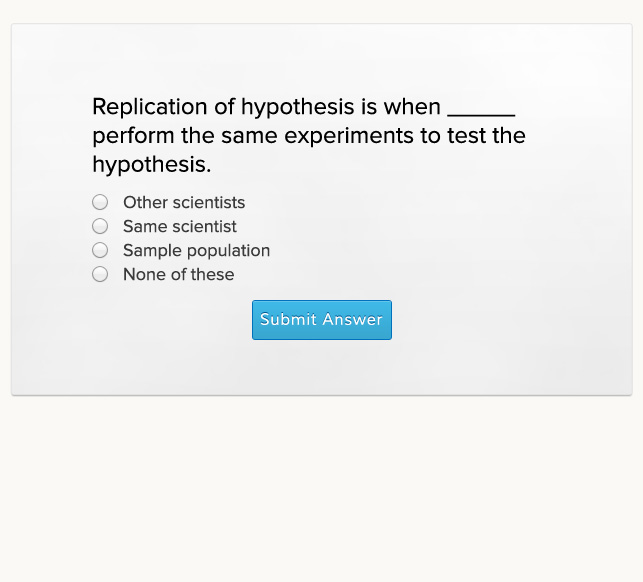 Replication of hypothesis is when ______
perform the same experiments to test the
hypothesis.
Other scientists
Same scientist
Sample population
None of these
Submit Answer